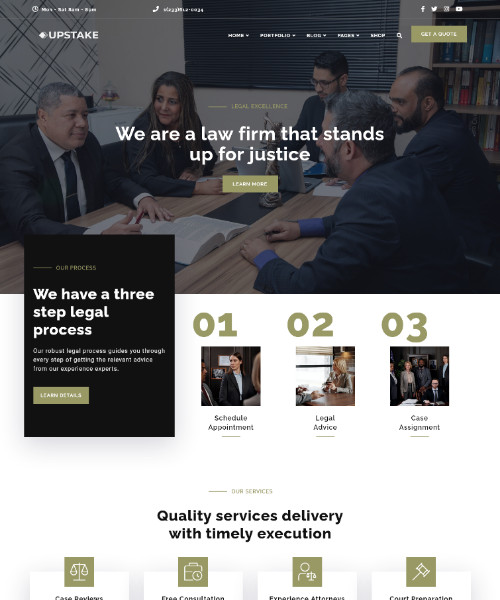 Mon - Sat 8am - 6pm
UPSTAKE
HOME PORTFOLIO BLOG PAGES SHOP
GET A QUOTE
LEGAL EXCELLENCE
We are a law firm that stands
up for justice
LEARN MORE
OUR PROCESS
We have a three
step legal
process
Our robust legal process guides you through
every step of getting the relevant advice
from our experience experts.
LEARN DETAILS
01 02 03
Schedule
Appointment
Legal
Advice
Case
Assignment
OUR SERVICES
Quality services delivery
with timely execution
Case Reviews
Free Consultation
Experience Attorneys
Court Preparation